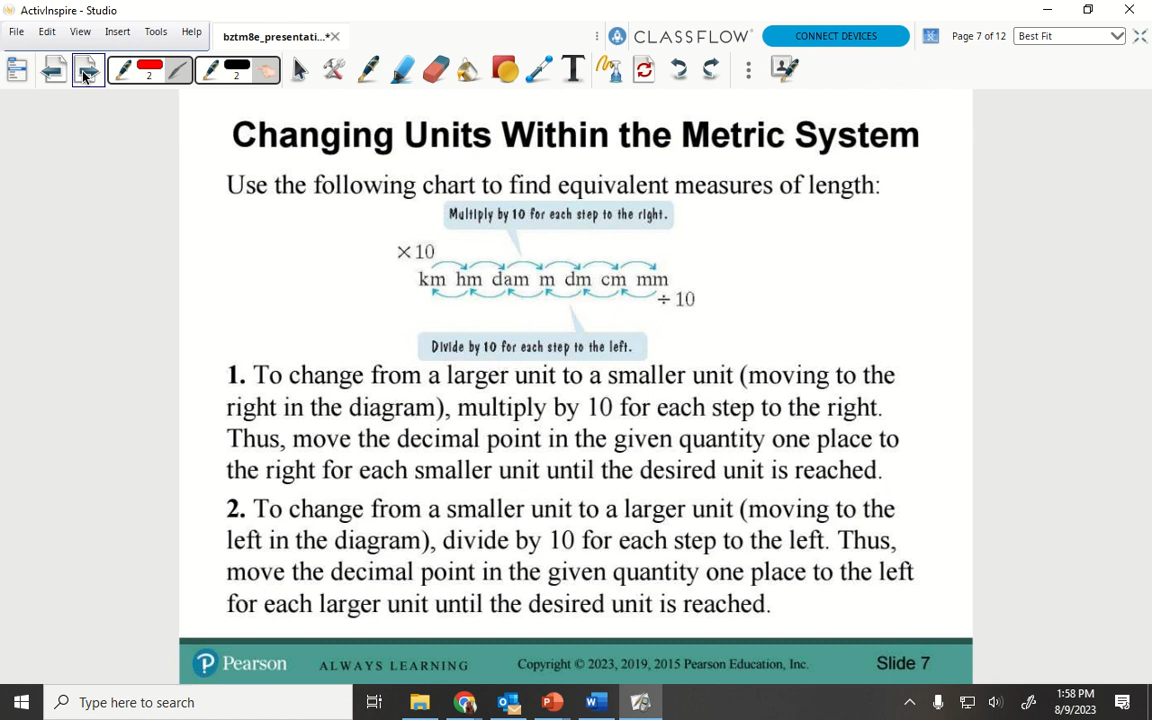 ActivInspire - Studio
File Edit View Insert Tools Help
bztm8e_presentati...*
CLASSFLOW
CONNECT DEVICES
Page 7 of 12
Best Fit
2
2
Changing Units Within the Metric System
Use the following chart to find equivalent measures of length:
Multiply by 10 for each step to the right.
×10
km hm dam m dm cm mm
÷ 10
Divide by 10 for each step to the left.
1. To change from a larger unit to a smaller unit (moving to the
right in the diagram), multiply by 10 for each step to the right.
Thus, move the decimal point in the given quantity one place to
the right for each smaller unit until the desired unit is reached.
2. To change from a smaller unit to a larger unit (moving to the
left in the diagram), divide by 10 for each step to the left. Thus,
move the decimal point in the given quantity one place to the left
for each larger unit until the desired unit is reached.
Pearson
ALWAYS LEARNING
Copyright © 2023, 2019, 2015 Pearson Education, Inc.
Slide 7
Type here to search
1:58 PM
8/9/2023